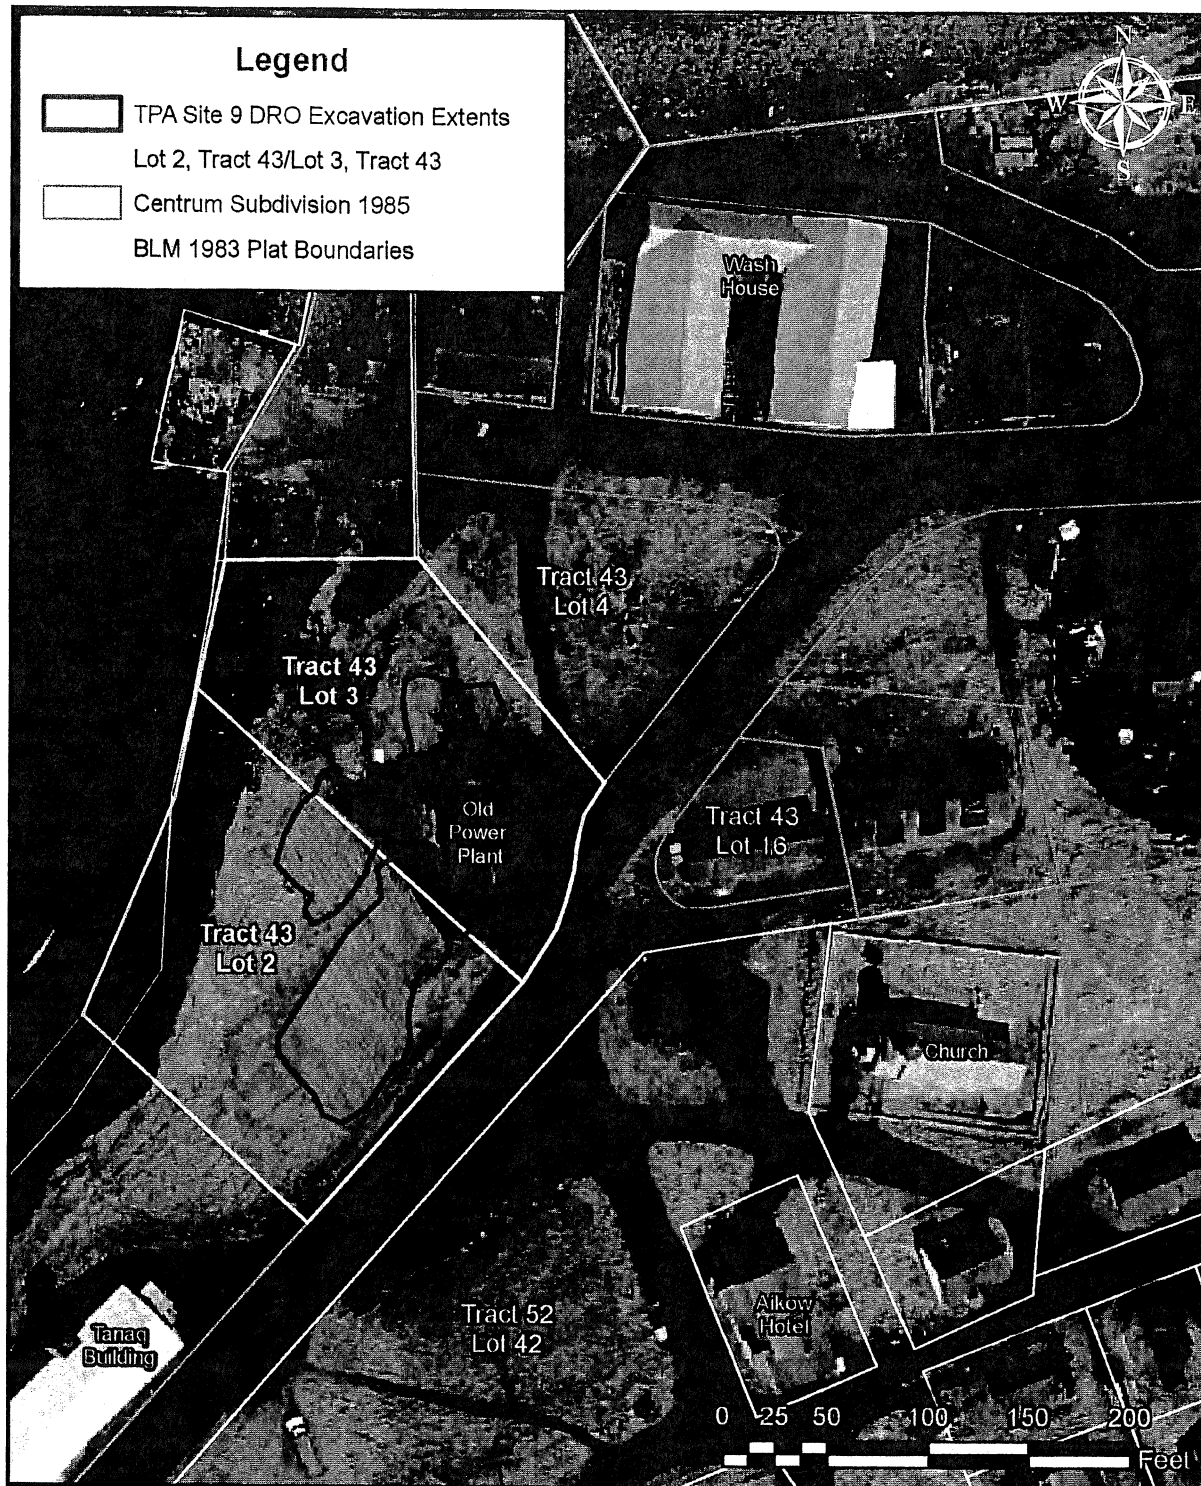 Legend
TPA Site 9 DRO Excavation Extents
Lot 2, Tract 43/Lot 3, Tract 43
Centrum Subdivision 1985
BLM 1983 Plat Boundaries
N
W
E
S
Wash
House
Tract 43
Lot 4
Tract 43
Lot 3
Old
Power
Plant
Tract 43
Lot 16
Tract 43
Lot 2
Church
Tract 52
Lot 42
Aikow
Hotel
Tanaq
Building
0 25 50 100 150 200
Feet